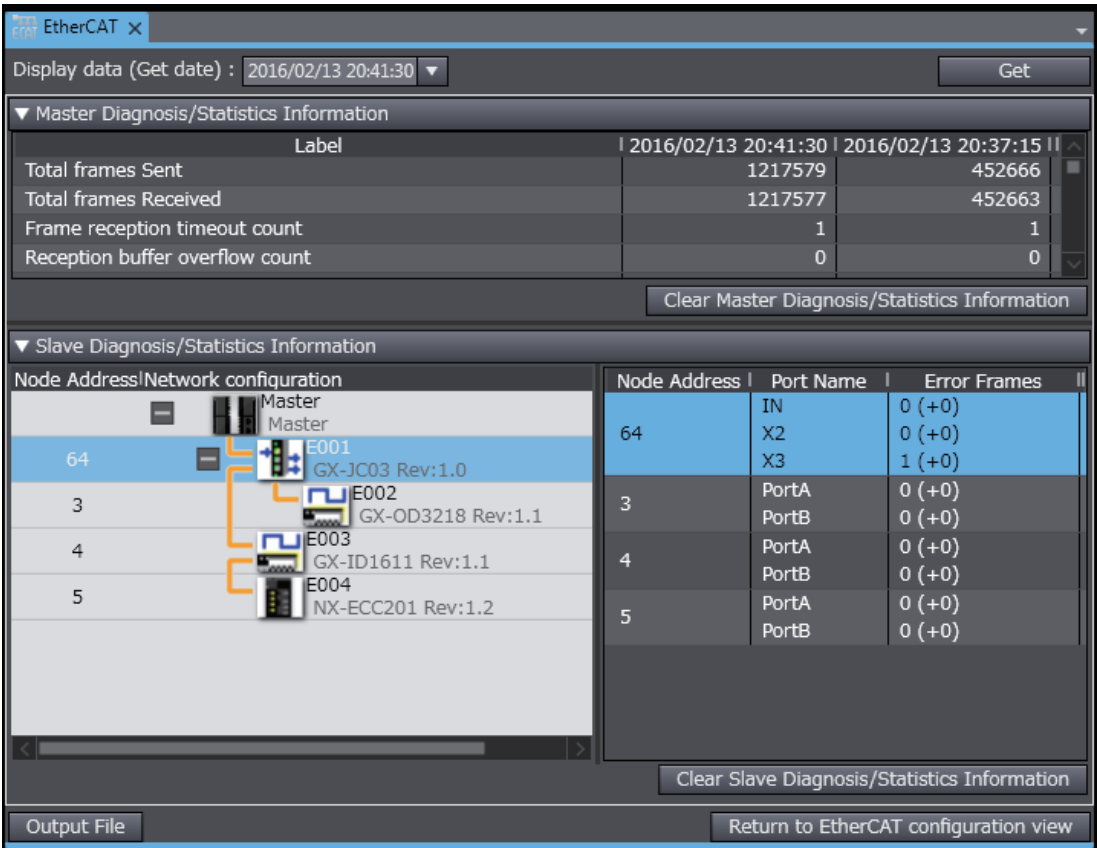 ECAT EtherCAT ×
Display data (Get date) : 2016/02/13 20:41:30 ▼ Get
▼ Master Diagnosis/Statistics Information
Label 2016/02/13 20:41:30 2016/02/13 20:37:15
Total frames Sent 1217579 452666
Total frames Received 1217577 452663
Frame reception timeout count 1 1
Reception buffer overflow count 0 0
Clear Master Diagnosis/Statistics Information
▼ Slave Diagnosis/Statistics Information
Node Address Network configuration
Master
Master
64 E001
GX-JC03 Rev:1.0
3 E002
GX-OD3218 Rev:1.1
4 E003
GX-ID1611 Rev:1.1
5 E004
NX-ECC201 Rev:1.2
Node Address Port Name Error Frames
64 IN 0 (+0)
X2 0 (+0)
X3 1 (+0)
3 PortA 0 (+0)
PortB 0 (+0)
4 PortA 0 (+0)
PortB 0 (+0)
5 PortA 0 (+0)
PortB 0 (+0)
Clear Slave Diagnosis/Statistics Information
Output File Return to EtherCAT configuration view